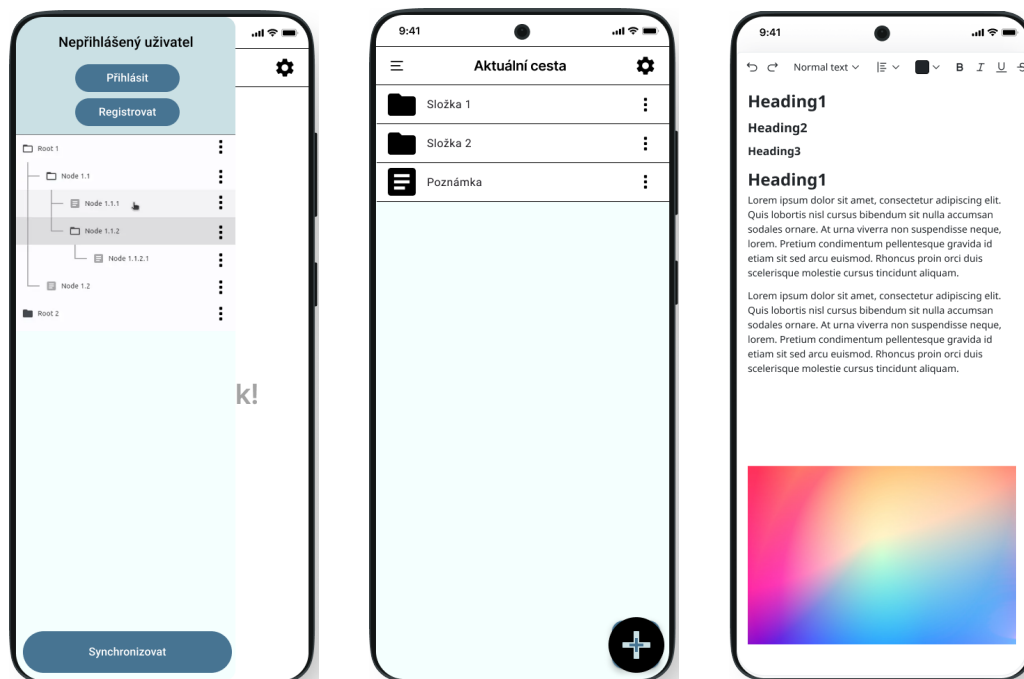 Nepřihlášený uživatel
Přihlásit
Registrovat
Root 1
Node 1.1
Node 1.1.1
Node 1.1.2
Node 1.1.2.1
Node 1.2
Root 2
k!
Synchronizovat
9:41
Aktuální cesta
Složka 1
Složka 2
Poznámka
9:41
Normal text
B I U S
Heading1
Heading2
Heading3
Heading1
Lorem ipsum dolor sit amet, consectetur adipiscing elit.
Quis lobortis nisl cursus bibendum sit nulla accumsan
sodales ornare. At urna viverra non suspendisse neque,
lorem. Pretium condimentum pellentesque gravida id
etiam sit sed arcu euismod. Rhoncus proin orci duis
scelerisque molestie cursus tincidunt aliquam.
Lorem ipsum dolor sit amet, consectetur adipiscing elit.
Quis lobortis nisl cursus bibendum sit nulla accumsan
sodales ornare. At urna viverra non suspendisse neque,
lorem. Pretium condimentum pellentesque gravida id
etiam sit sed arcu euismod. Rhoncus proin orci duis
scelerisque molestie cursus tincidunt aliquam.